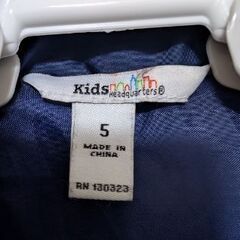 Kids
Headquarters®
5
MADE IN
CHINA
RN 130323